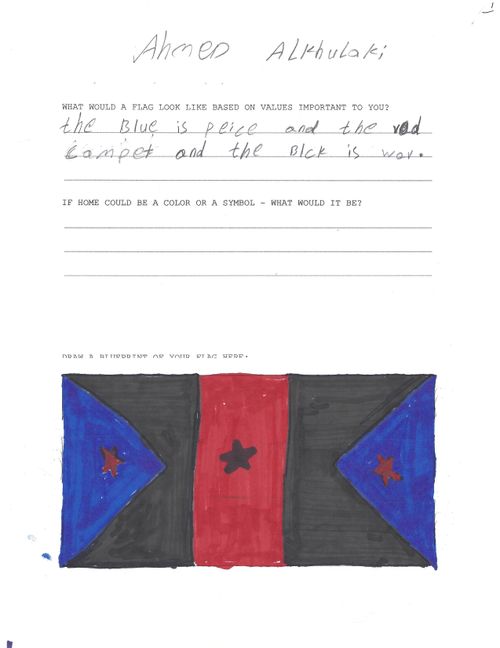 Ahmed Alkhulaki
WHAT WOULD A FLAG LOOK LIKE BASED ON VALUES IMPORTANT TO YOU?
the Blue is peice and the red
compet and the Blck is war.
IF HOME COULD BE A COLOR OR A SYMBOL - WHAT WOULD IT BE?
DRAW A BLUEPRINT OF YOUR FLAG HERE: